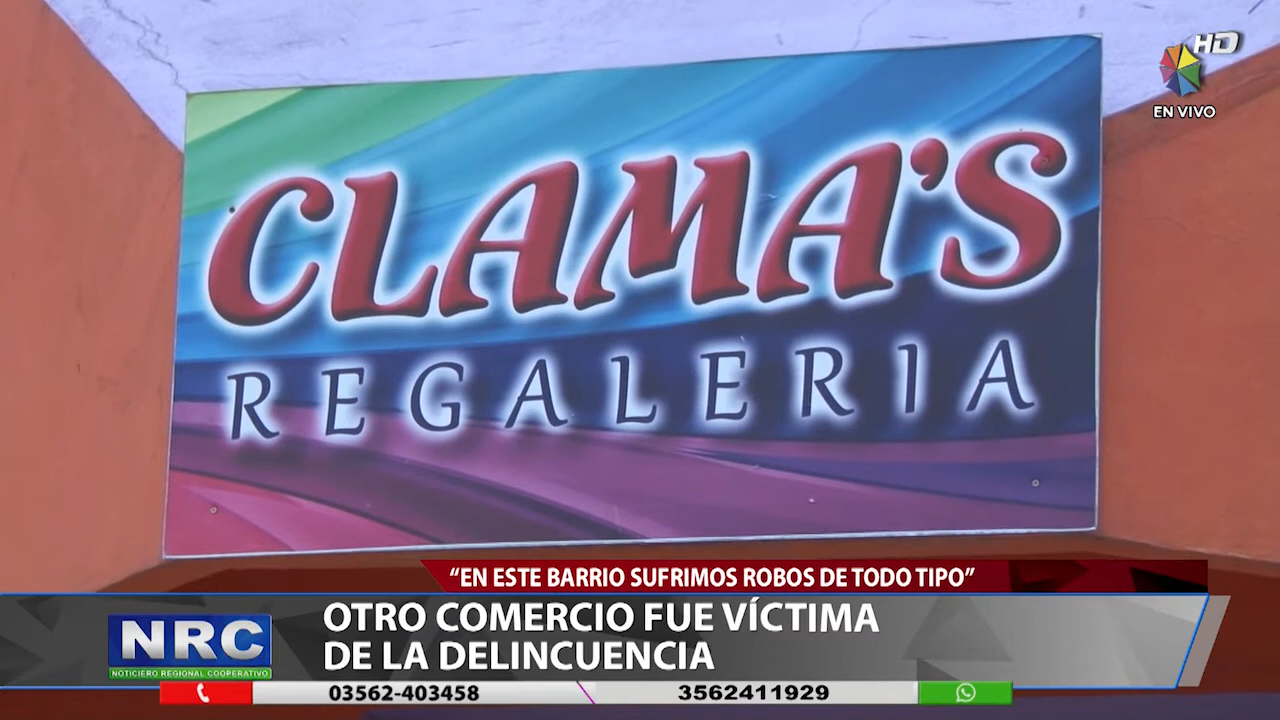 HD
EN VIVO
CLAMA'S
REGALERIA
“EN ESTE BARRIO SUFRIMOS ROBOS DE TODO TIPO”
OTRO COMERCIO FUE VÍCTIMA
DE LA DELINCUENCIA
NRC
NOTICIERO REGIONAL COOPERATIVO
03562-403458
3562411929